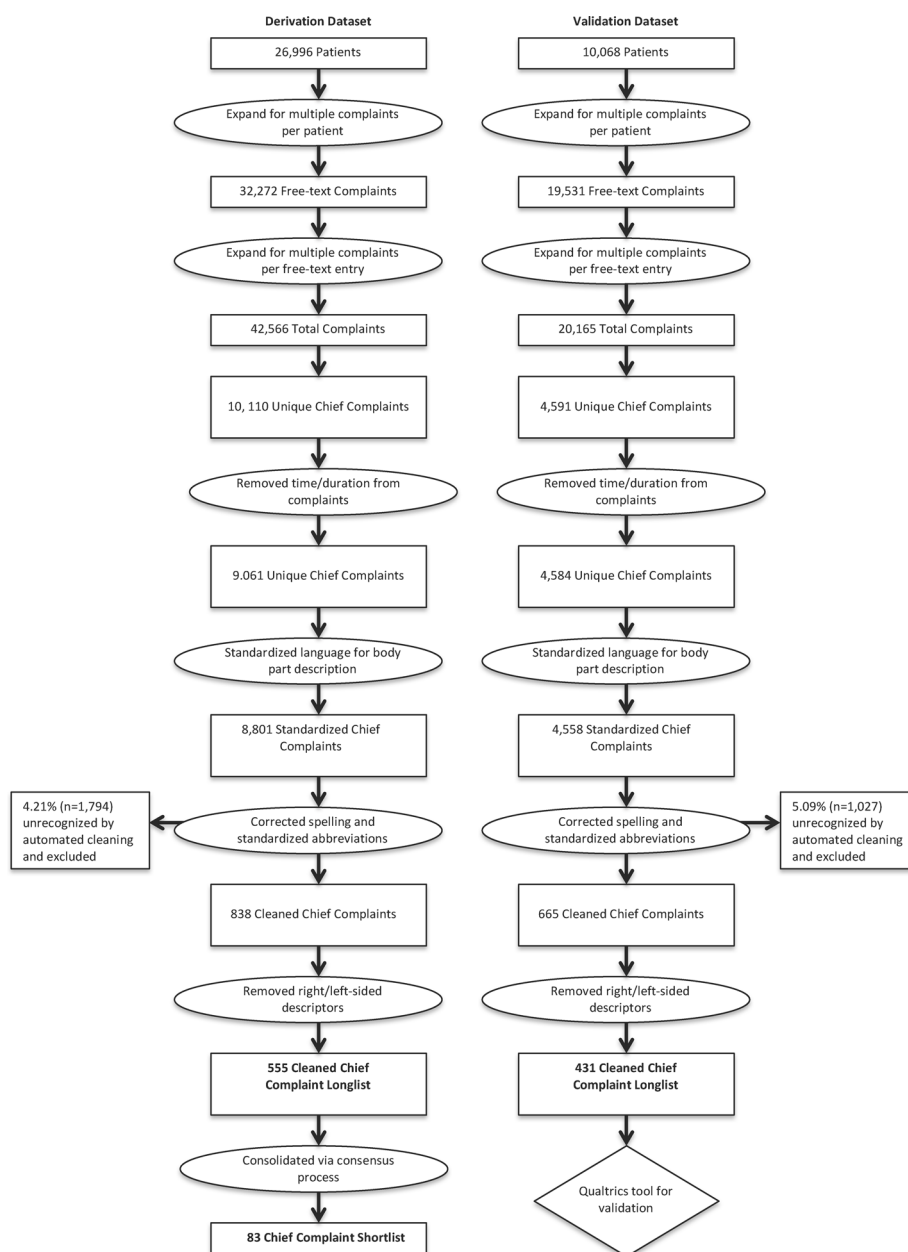 Derivation Dataset
26,996 Patients
Expand for multiple complaints
per patient
32,272 Free-text Complaints
Expand for multiple complaints
per free-text entry
42,566 Total Complaints
10, 110 Unique Chief Complaints
Removed time/duration from
complaints
9.061 Unique Chief Complaints
Standardized language for body
part description
8,801 Standardized Chief
Complaints
4.21% (n=1,794)
unrecognized by
automated cleaning
and excluded
Corrected spelling and
standardized abbreviations
838 Cleaned Chief Complaints
Removed right/left-sided
descriptors
555 Cleaned Chief
Complaint Longlist
Consolidated via consensus
process
83 Chief Complaint Shortlist
Validation Dataset
10,068 Patients
Expand for multiple complaints
per patient
19,531 Free-text Complaints
Expand for multiple complaints
per free-text entry
20,165 Total Complaints
4,591 Unique Chief Complaints
Removed time/duration from
complaints
4,584 Unique Chief Complaints
Standardized language for body
part description
4,558 Standardized Chief
Complaints
Corrected spelling and
standardized abbreviations
5.09% (n=1,027)
unrecognized by
automated cleaning
and excluded
665 Cleaned Chief Complaints
Removed right/left-sided
descriptors
431 Cleaned Chief
Complaint Longlist
Qualtrics tool for
validation